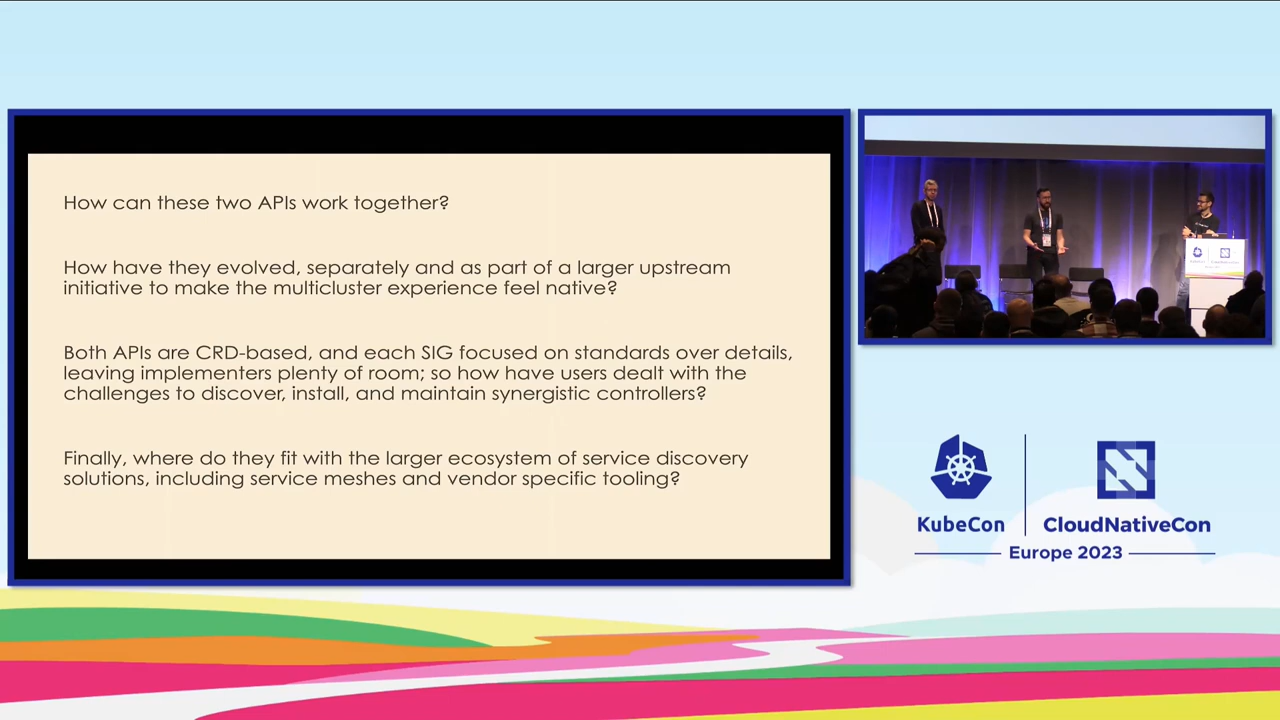 How can these two APIs work together?
How have they evolved, separately and as part of a larger upstream
initiative to make the multicluster experience feel native?
Both APIs are CRD-based, and each SIG focused on standards over details,
leaving implementers plenty of room; so how have users dealt with the
challenges to discover, install, and maintain synergistic controllers?
Finally, where do they fit with the larger ecosystem of service discovery
solutions, including service meshes and vendor specific tooling?
KubeCon
CloudNativeCon
Europe 2023